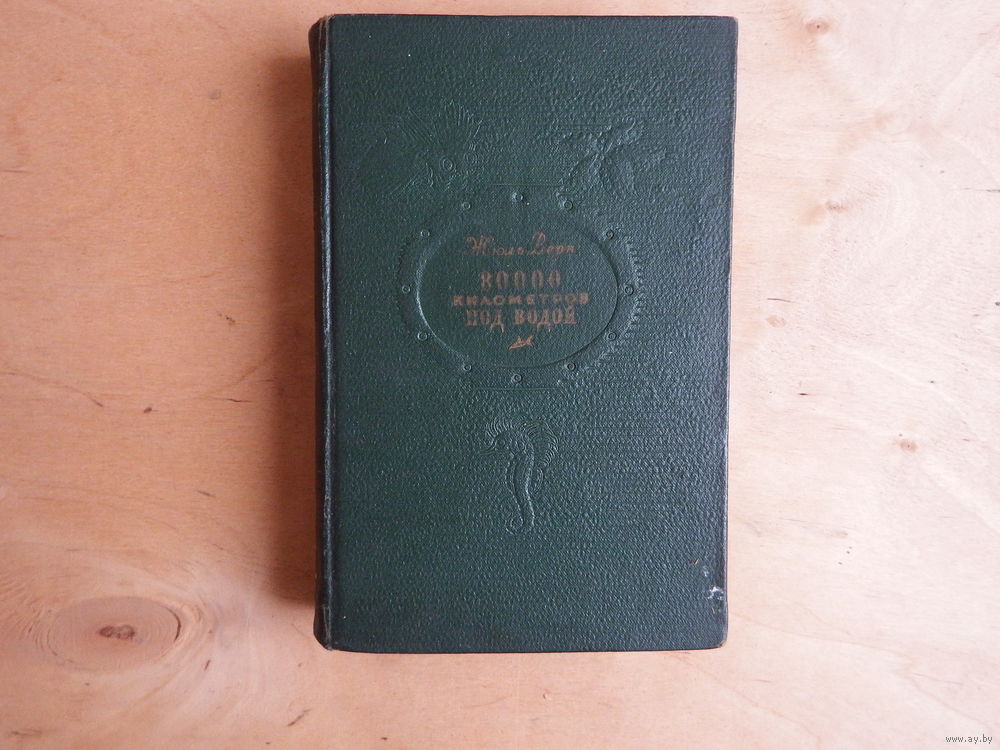 Жюль Верн
80000
КИЛОМЕТРОВ
ПОД ВОДОЙ
www.ay.by